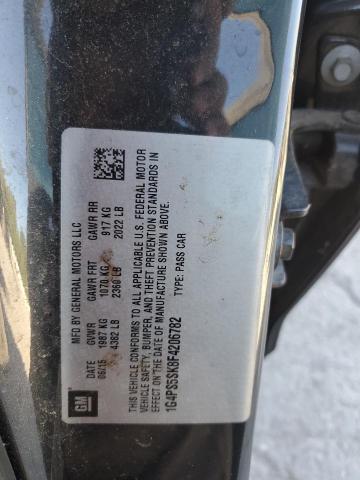 MFD BY GENERAL MOTORS LLC
DATE GVWR GAWR FRT GAWR RR
06/15 1987 KG 1070 KG 917 KG
4382 LB 2360 LB 2022 LB
THIS VEHICLE CONFORMS TO ALL APPLICABLE U.S. FEDERAL MOTOR
VEHICLE SAFETY, BUMPER, AND THEFT PREVENTION STANDARDS IN
EFFECT ON THE DATE OF MANUFACTURE SHOWN ABOVE.
1G4PS5SK8F4206782 TYPE: PASS CAR
GM